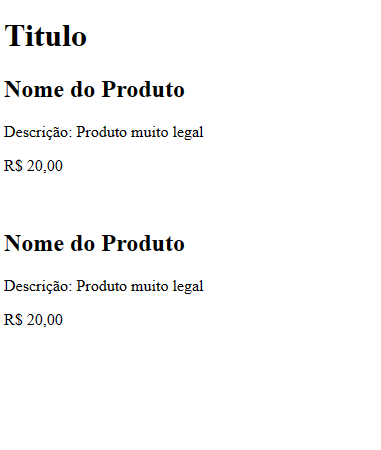 Titulo
Nome do Produto
Descrição: Produto muito legal
R$ 20,00
Nome do Produto
Descrição: Produto muito legal
R$ 20,00